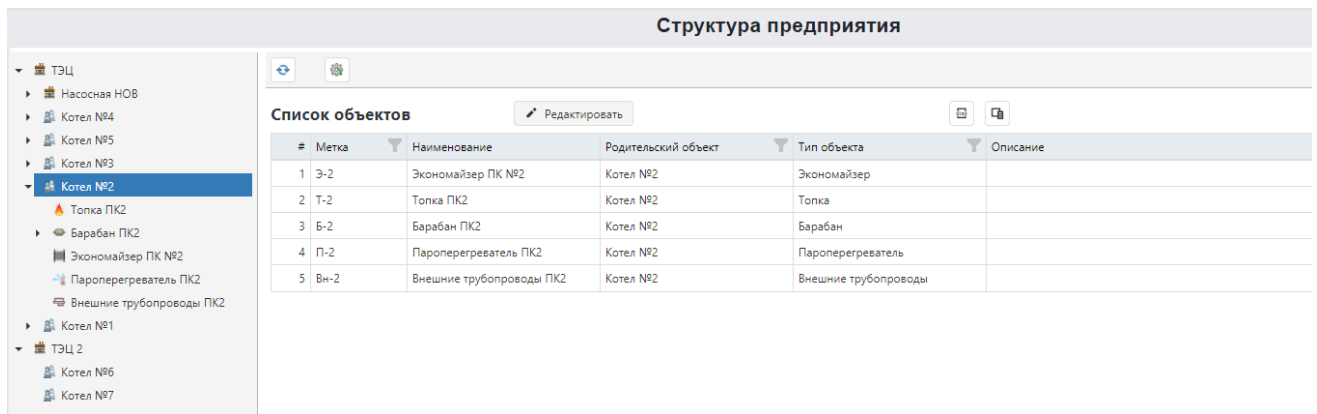 Структура предприятия
ТЭЦ
Насосная НОВ
Котел №4
Котел №5
Котел №3
Котел №2
Топка ПК2
Барабан ПК2
Экономайзер ПК №2
Пароперегреватель ПК2
Внешние трубопроводы ПК2
Котел №1
ТЭЦ 2
Котел №6
Котел №7
Список объектов Редактировать
# Метка Наименование Родительский объект Тип объекта Описание
1 Э-2 Экономайзер ПК №2 Котел №2 Экономайзер
2 Т-2 Топка ПК2 Котел №2 Топка
3 Б-2 Барабан ПК2 Котел №2 Барабан
4 П-2 Пароперегреватель ПК2 Котел №2 Пароперегреватель
5 Вн-2 Внешние трубопроводы ПК2 Котел №2 Внешние трубопроводы